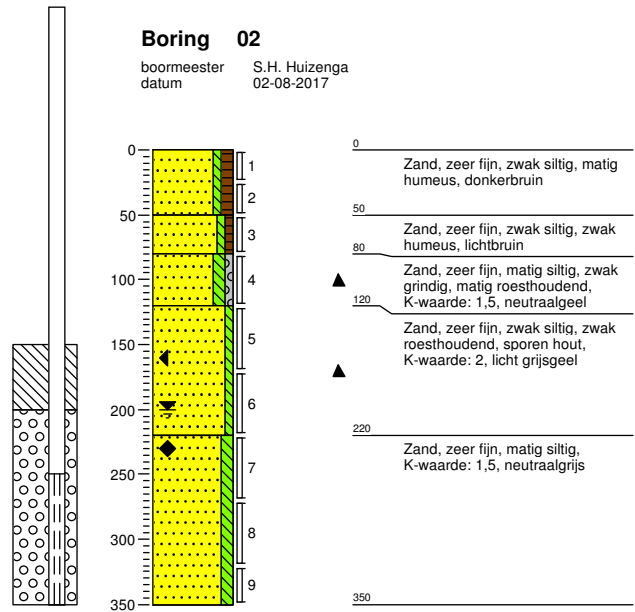 Boring 02
boormeester S.H. Huizenga
datum 02-08-2017
0
50
100
150
200
250
300
350
1
2
3
4
5
6
7
8
9
0
Zand, zeer fijn, zwak siltig, matig
humeus, donkerbruin
50
Zand, zeer fijn, zwak siltig, zwak
humeus, lichtbruin
80
Zand, zeer fijn, matig siltig, zwak
grindig, matig roesthoudend,
K-waarde: 1,5, neutraalgeel
120
Zand, zeer fijn, zwak siltig, zwak
roesthoudend, sporen hout,
K-waarde: 2, licht grijsgeel
220
Zand, zeer fijn, matig siltig,
K-waarde: 1,5, neutraalgrijs
350